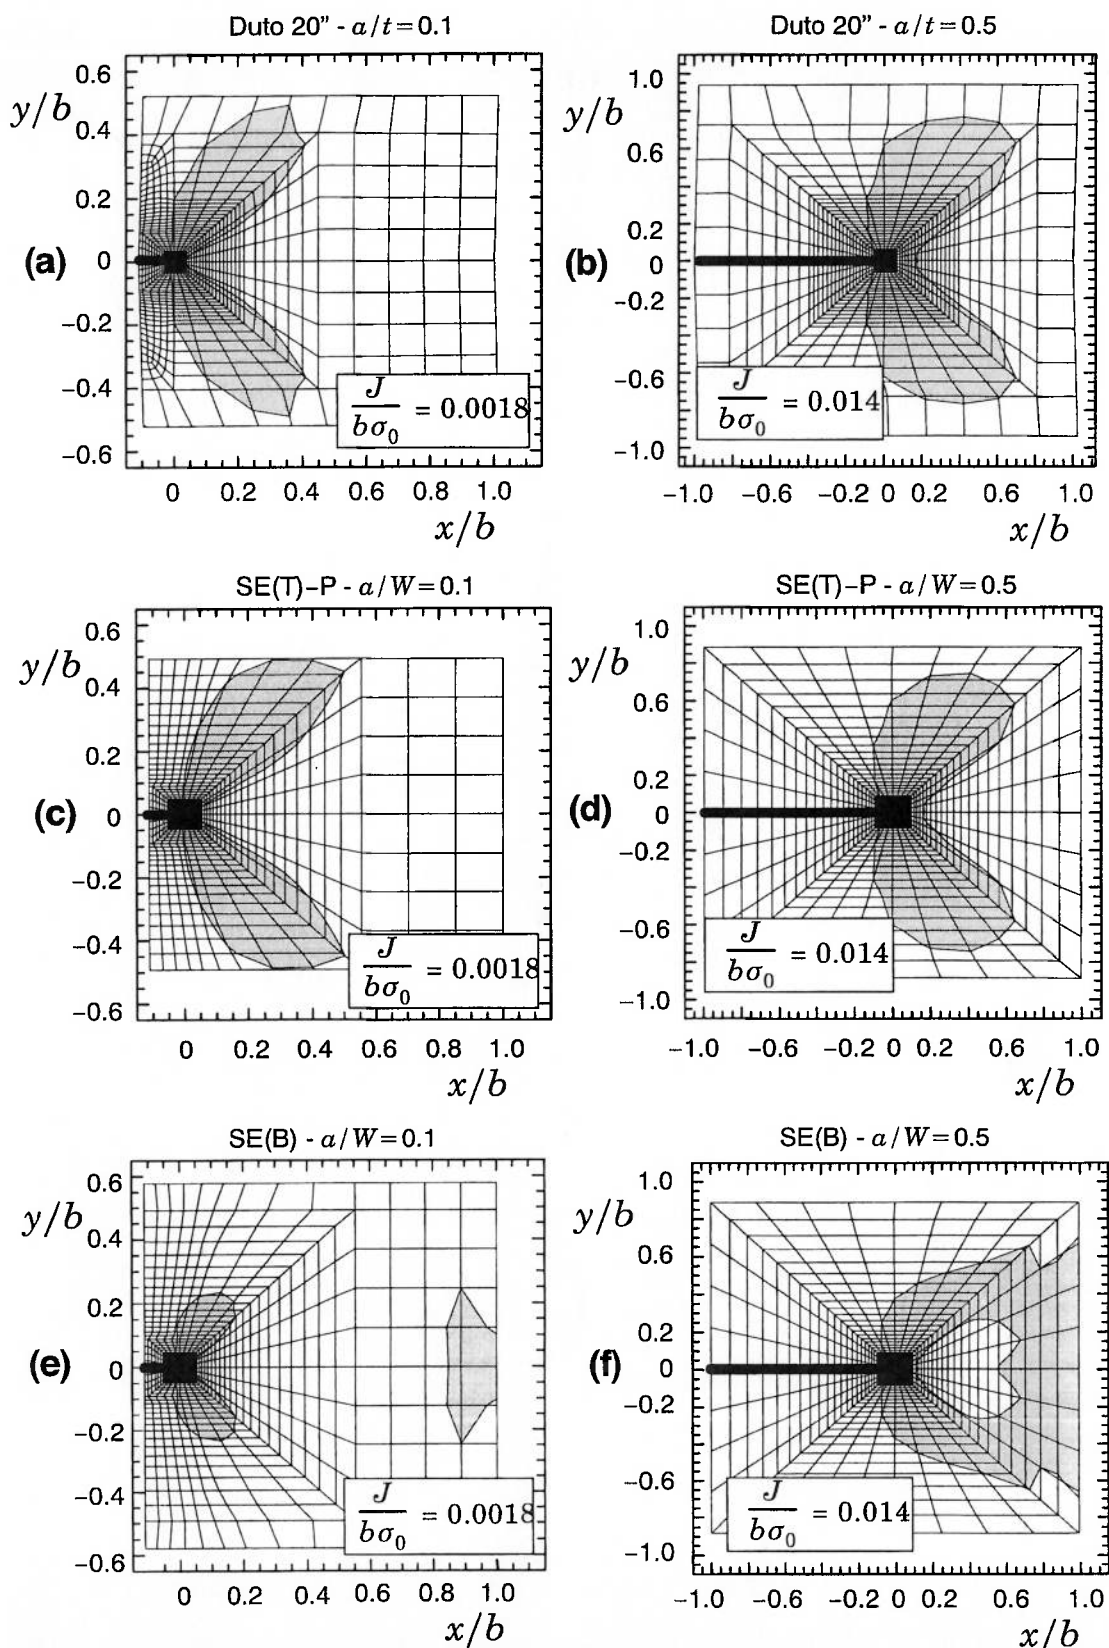 Duto 20” - a/t=0.1
y/b
0.6
0.4
0.2
0
−0.2
−0.4
−0.6
(a)
J/bσ₀ = 0.0018
0 0.2 0.4 0.6 0.8 1.0
x/b
Duto 20” - a/t=0.5
y/b
1.0
0.6
0.2
0
−0.2
−0.6
−1.0
(b)
J/bσ₀ = 0.014
−1.0 −0.6 −0.2 0 0.2 0.6 1.0
x/b
SE(T)−P - a/W=0.1
y/b
0.6
0.4
0.2
0
−0.2
−0.4
−0.6
(c)
J/bσ₀ = 0.0018
0 0.2 0.4 0.6 0.8 1.0
x/b
SE(T)−P - a/W=0.5
y/b
1.0
0.6
0.2
0
−0.2
−0.6
−1.0
(d)
J/bσ₀ = 0.014
−1.0 −0.6 −0.2 0 0.2 0.6 1.0
x/b
SE(B) - a/W=0.1
y/b
0.6
0.4
0.2
0
−0.2
−0.4
−0.6
(e)
J/bσ₀ = 0.0018
0 0.2 0.4 0.6 0.8 1.0
x/b
SE(B) - a/W=0.5
y/b
1.0
0.6
0.2
0
−0.2
−0.6
−1.0
(f)
J/bσ₀ = 0.014
−1.0 −0.6 −0.2 0 0.2 0.6 1.0
x/b